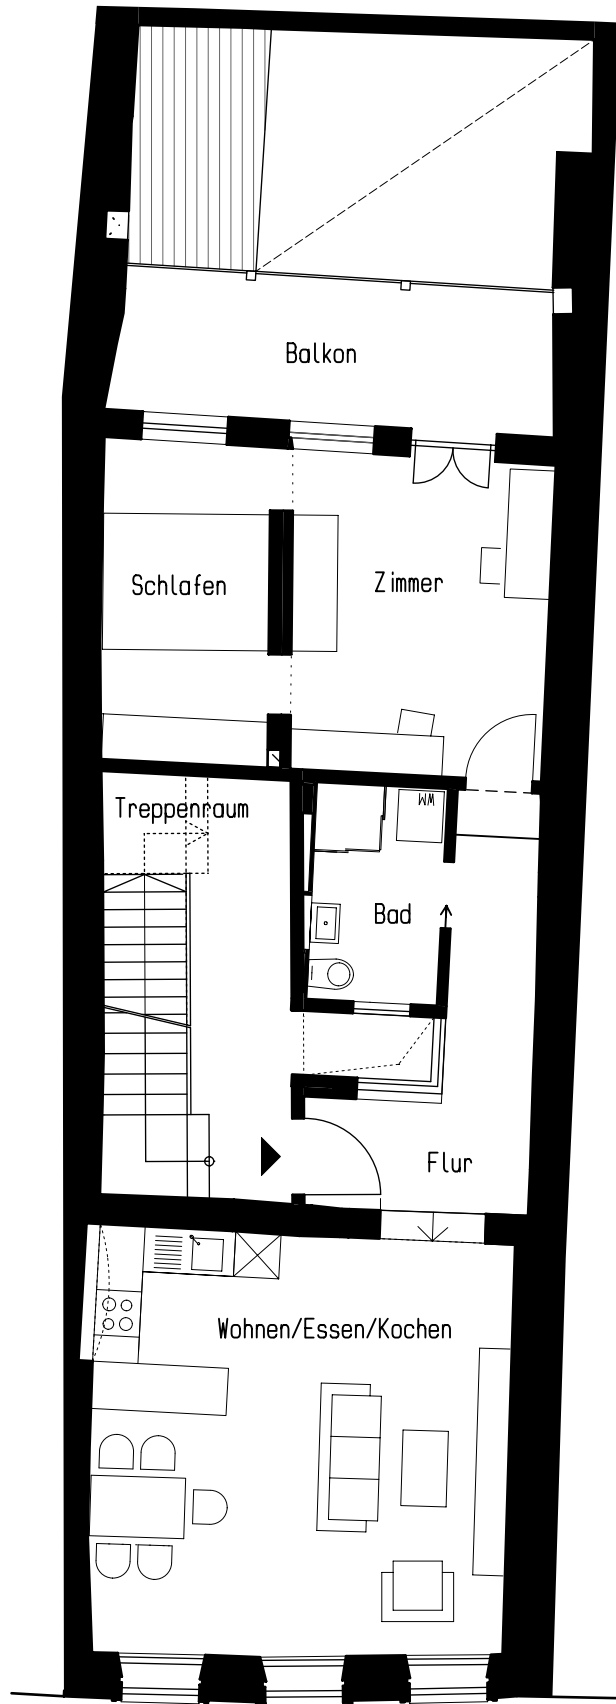 Balkon
Schlafen
Zimmer
Treppenraum
WM
Bad
Flur
Wohnen/Essen/Kochen